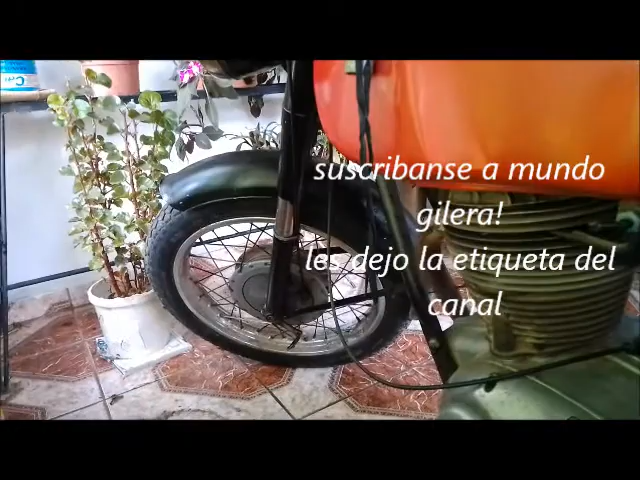 suscribanse a mundo
gilera!
les dejo la etiqueta del
canal